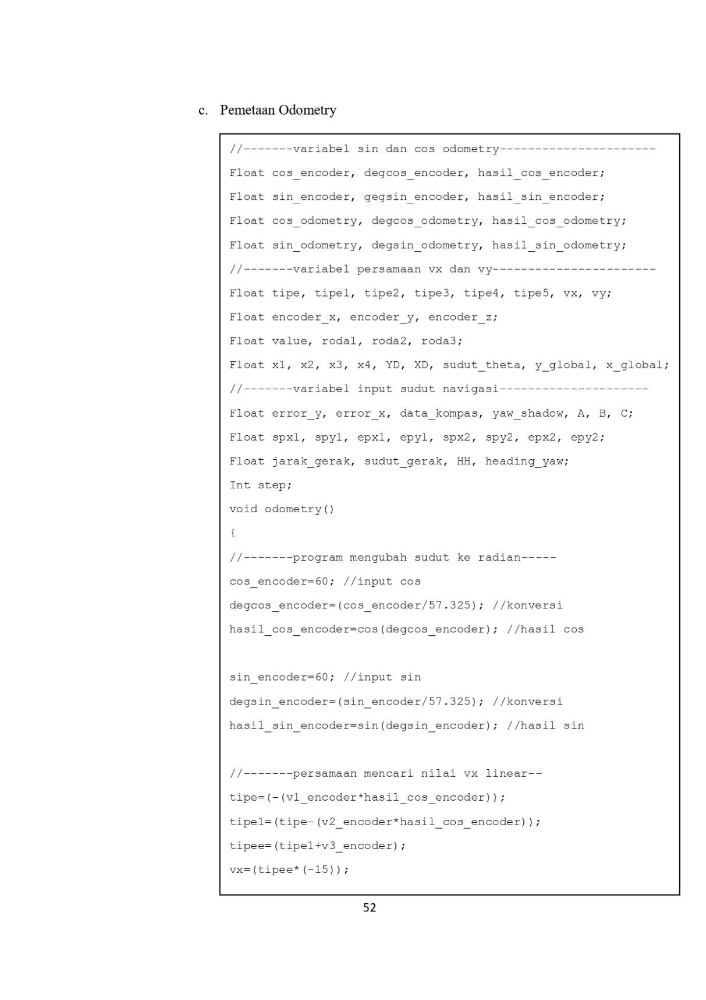 c. Pemetaan Odometry
//-------variabel sin dan cos odometry----------------------
Float cos_encoder, degcos_encoder, hasil_cos_encoder;
Float sin_encoder, gegsin_encoder, hasil_sin_encoder;
Float cos_odometry, degcos_odometry, hasil_cos_odometry;
Float sin_odometry, degsin_odometry, hasil_sin_odometry;
//-------variabel persamaan vx dan vy-----------------------
Float tipe, tipe1, tipe2, tipe3, tipe4, tipe5, vx, vy;
Float encoder_x, encoder_y, encoder_z;
Float value, roda1, roda2, roda3;
Float x1, x2, x3, x4, YD, XD, sudut_theta, y_global, x_global;
//-------variabel input sudut navigasi---------------------
Float error_y, error_x, data_kompas, yaw_shadow, A, B, C;
Float spx1, spy1, epx1, epy1, spx2, spy2, epx2, epy2;
Float jarak_gerak, sudut_gerak, HH, heading_yaw;
Int step;
void odometry()
{
//-------program mengubah sudut ke radian-----
cos_encoder=60; //input cos
degcos_encoder=(cos_encoder/57.325); //konversi
hasil_cos_encoder=cos(degcos_encoder); //hasil cos
sin_encoder=60; //input sin
degsin_encoder=(sin_encoder/57.325); //konversi
hasil_sin_encoder=sin(degsin_encoder); //hasil sin
//-------persamaan mencari nilai vx linear--
tipe=(-(v1_encoder*hasil_cos_encoder));
tipe1=(tipe-(v2_encoder*hasil_cos_encoder));
tipee=(tipe1+v3_encoder);
vx=(tipee*(-15));
52